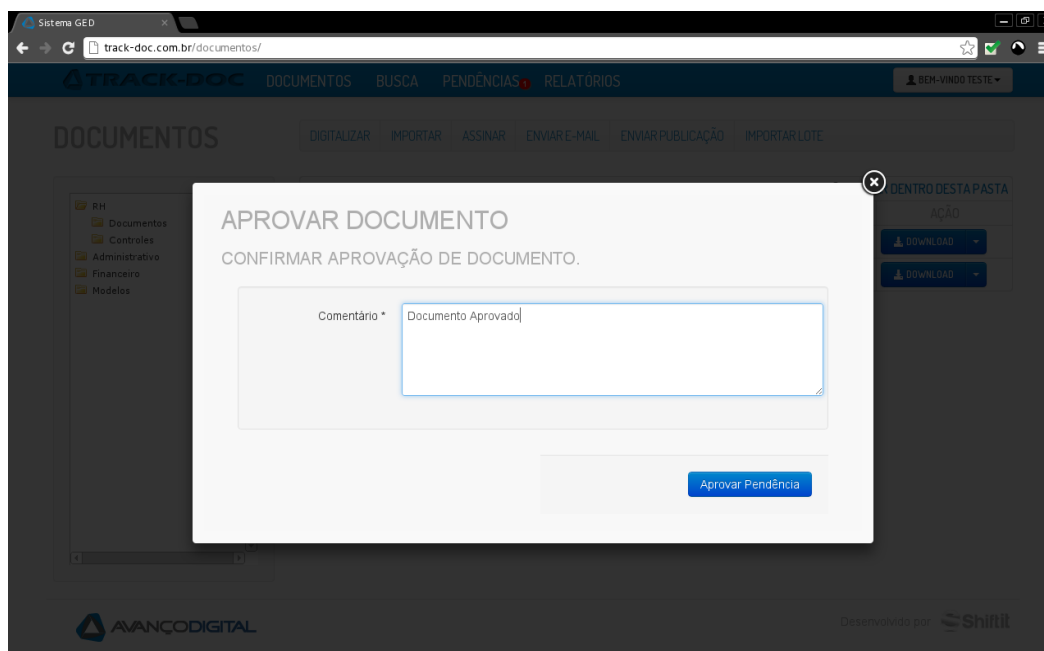 Sistema GED
track-doc.com.br/documentos/
TRACK-DOC
DOCUMENTOS BUSCA PENDÊNCIAS 1 RELATÓRIOS
BEM-VINDO TESTE
DOCUMENTOS
DIGITALIZAR IMPORTAR ASSINAR ENVIAR E-MAIL ENVIAR PUBLICAÇÃO IMPORTAR LOTE
DENTRO DESTA PASTA
AÇÃO
DOWNLOAD
DOWNLOAD
RH
Documentos
Controles
Administrativo
Financeiro
Modelos
APROVAR DOCUMENTO
CONFIRMAR APROVAÇÃO DE DOCUMENTO.
Comentário *
Documento Aprovado
Aprovar Pendência
AVANÇODIGITAL
Desenvolvido por Shiftit